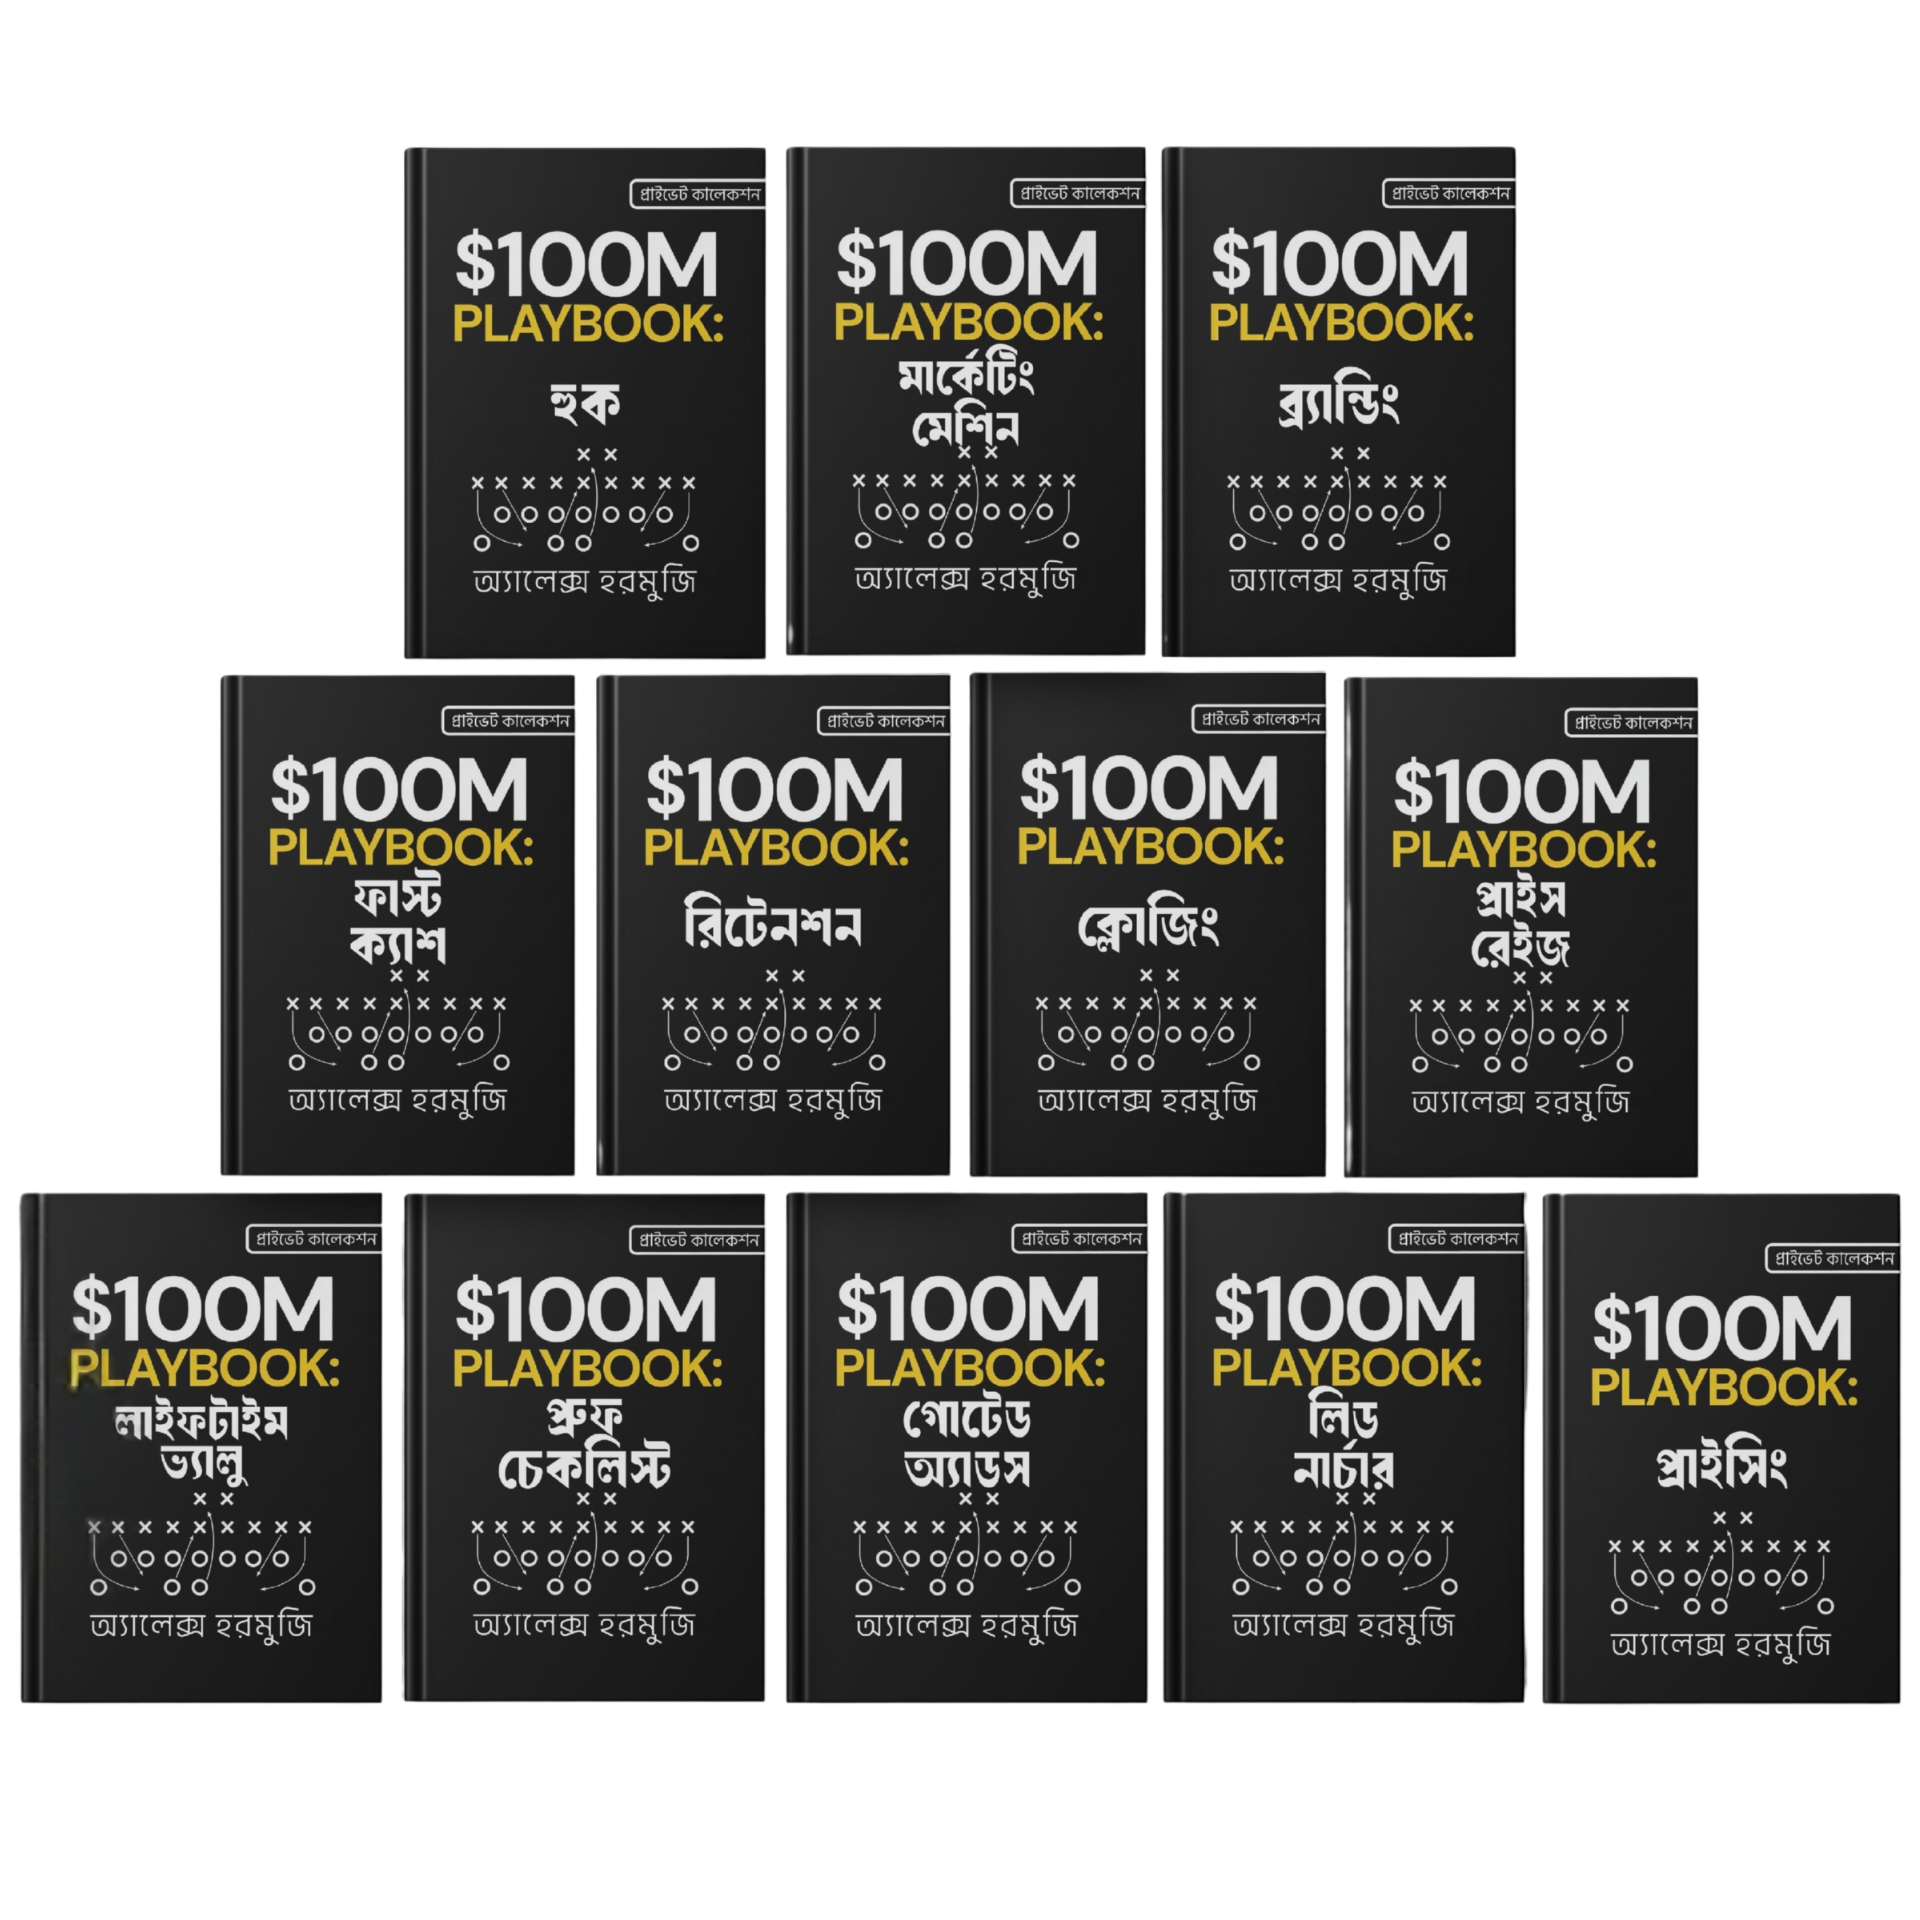 প্রাইভেট কালেকশন
$100M
PLAYBOOK:
হুক
অ্যালেক্স হরমুজি
প্রাইভেট কালেকশন
$100M
PLAYBOOK:
মার্কেটিং
মেশিন
অ্যালেক্স হরমুজি
প্রাইভেট কালেকশন
$100M
PLAYBOOK:
ব্র্যান্ডিং
অ্যালেক্স হরমুজি
প্রাইভেট কালেকশন
$100M
PLAYBOOK:
ফাস্ট
ক্যাশ
অ্যালেক্স হরমুজি
প্রাইভেট কালেকশন
$100M
PLAYBOOK:
রিটেনশন
অ্যালেক্স হরমুজি
প্রাইভেট কালেকশন
$100M
PLAYBOOK:
ক্লোজিং
অ্যালেক্স হরমুজি
প্রাইভেট কালেকশন
$100M
PLAYBOOK:
প্রাইস
রেইজ
অ্যালেক্স হরমুজি
প্রাইভেট কালেকশন
$100M
PLAYBOOK:
লাইফটাইম
ভ্যালু
অ্যালেক্স হরমুজি
প্রাইভেট কালেকশন
$100M
PLAYBOOK:
প্রুফ
চেকলিস্ট
অ্যালেক্স হরমুজি
প্রাইভেট কালেকশন
$100M
PLAYBOOK:
গোটেড
অ্যাডস
অ্যালেক্স হরমুজি
প্রাইভেট কালেকশন
$100M
PLAYBOOK:
লিড
নার্চার
অ্যালেক্স হরমুজি
প্রাইভেট কালেকশন
$100M
PLAYBOOK:
প্রাইসিং
অ্যালেক্স হরমুজি